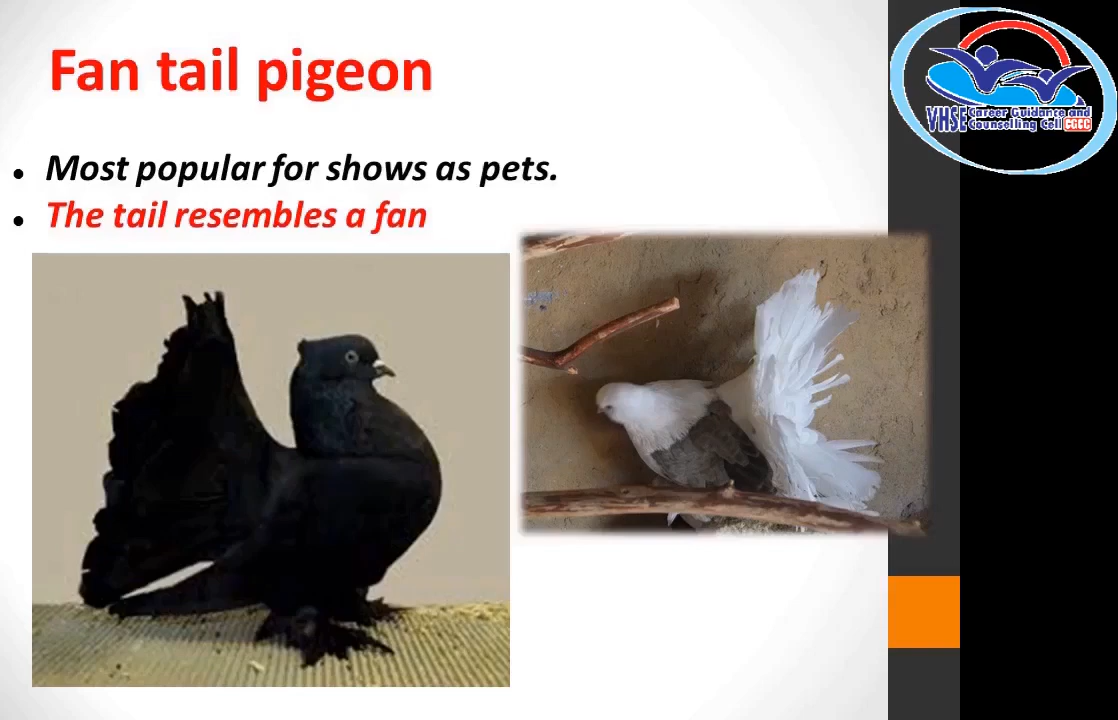 Fan tail pigeon
Most popular for shows as pets.
The tail resembles a fan
VHSE Career Guidance and
Counselling Cell CGCC